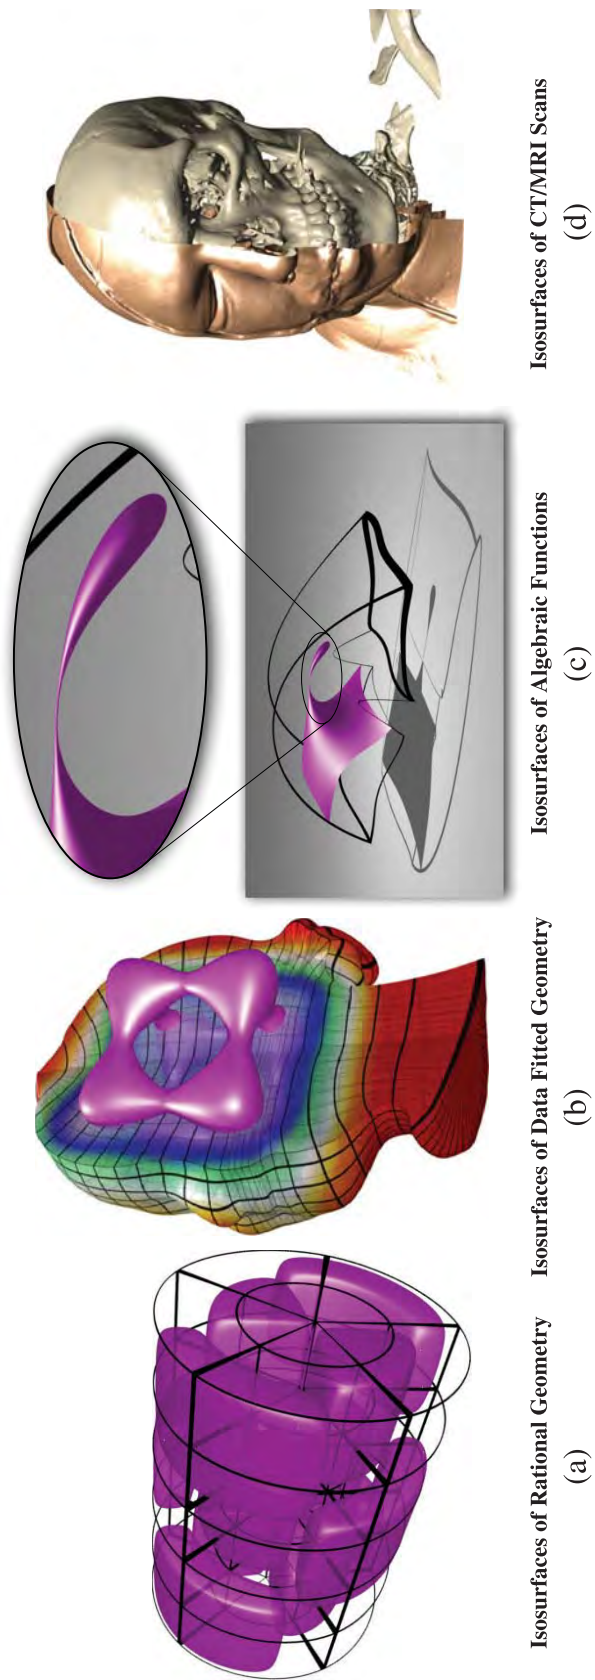 Isosurfaces of Rational Geometry
(a)
Isosurfaces of Data Fitted Geometry
(b)
Isosurfaces of Algebraic Functions
(c)
Isosurfaces of CT/MRI Scans
(d)